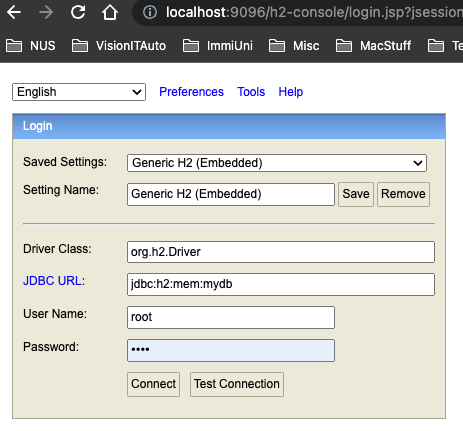 localhost:9096/h2-console/login.jsp?jsession
NUS VisionITAuto ImmiUni Misc MacStuff Te
English Preferences Tools Help
Login
Saved Settings: Generic H2 (Embedded)
Setting Name: Generic H2 (Embedded) Save Remove
Driver Class: org.h2.Driver
JDBC URL: jdbc:h2:mem:mydb
User Name: root
Password: ••••
Connect Test Connection